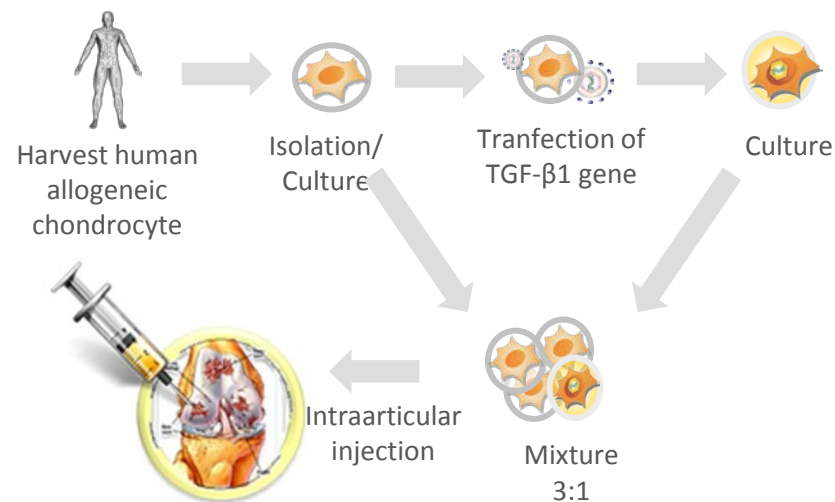 Harvest human
allogeneic
chondrocyte
Isolation/
Culture
Tranfection of
TGF-β1 gene
Culture
Intraarticular
injection
Mixture
3:1